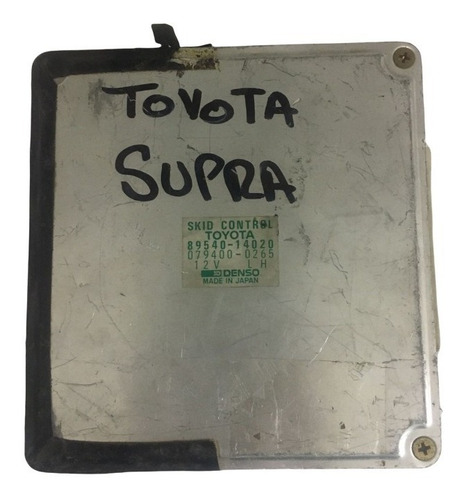 TOYOTA
SUPRA
SKID CONTROL
TOYOTA
89540-14020
079400-0265
12V LH
DENSO
MADE IN JAPAN